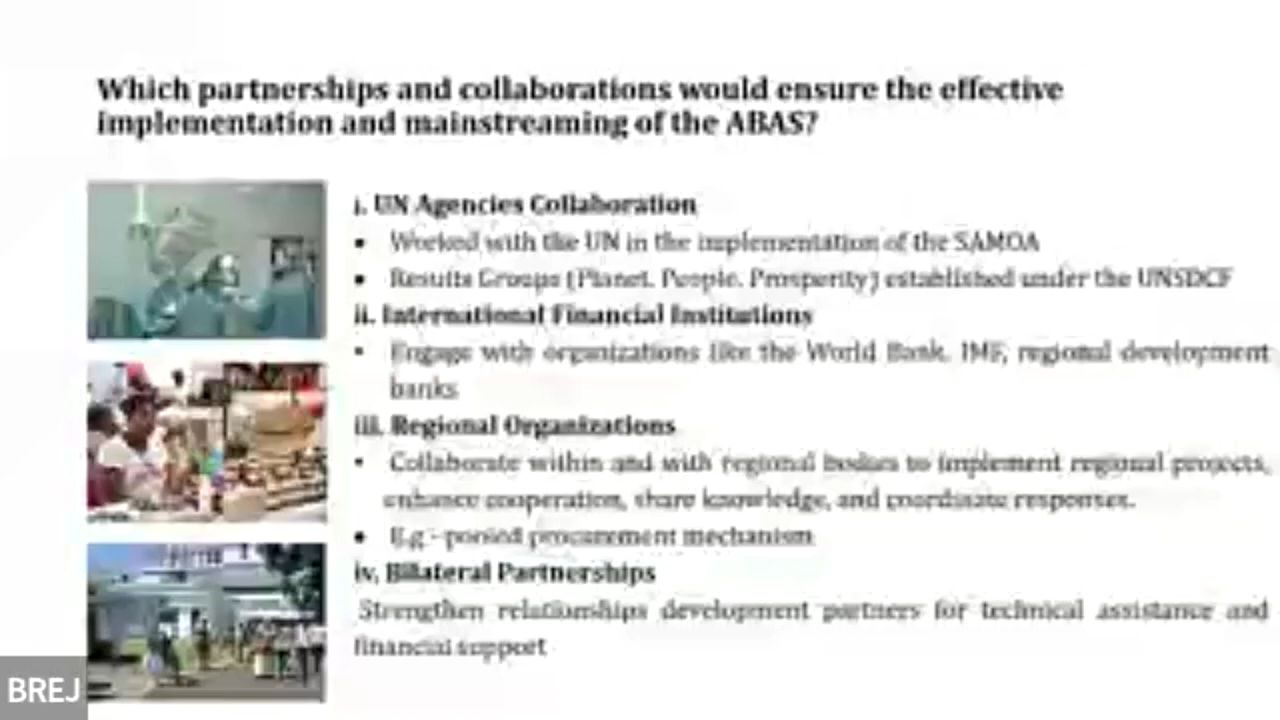 Which partnerships and collaborations would ensure the effective
implementation and mainstreaming of the ABAS?
i. UN Agencies Collaboration
• Worked with the UN in the implementation of the SAMOA
• Results Groups (Planet, People, Prosperity) established under the UNSDCF
ii. International Financial Institutions
• Engage with organizations like the World Bank, IMF, regional development
banks
iii. Regional Organizations
• Collaborate within and with regional bodies to implement regional projects,
enhance cooperation, share knowledge, and coordinate responses.
• E.g - pooled procurement mechanism
iv. Bilateral Partnerships
Strengthen relationships development partners for technical assistance and
financial support
BREJ